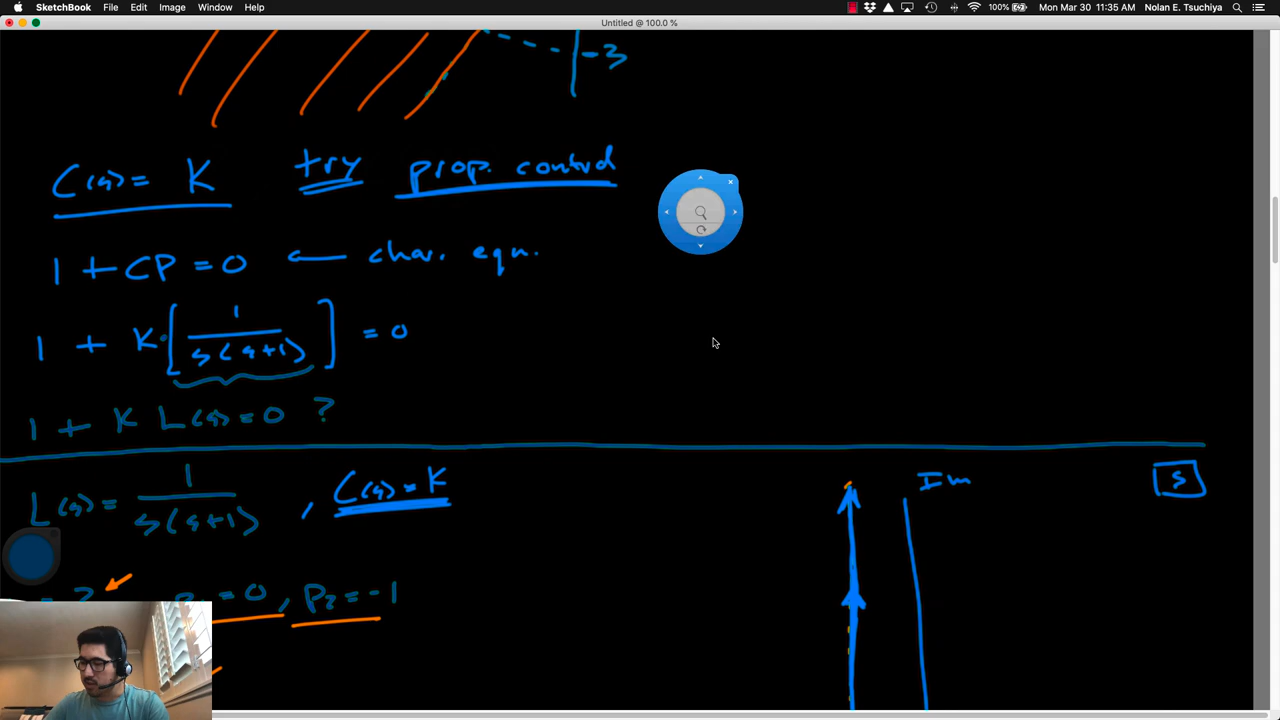 SketchBook File Edit Image Window Help 100% Mon Mar 30 11:35 AM Nolan E. Tsuchiya
Untitled @ 100.0 %
-3
C(s) = K try prop. control
1 + CP = 0 ← char. eqn.
1 + K·[1/s(s+1)] = 0
1 + K L(s) = 0 ?
L(s) = 1/s(s+1), C(s) = K
Im
s
= 2 = 0, P2 = -1